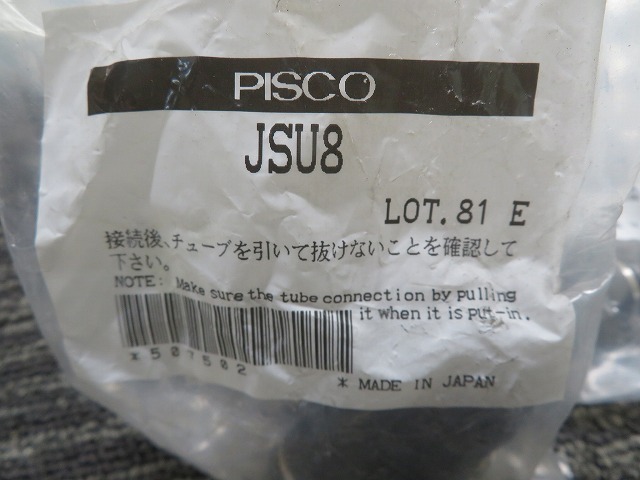 PISCO
JSU8
LOT.81 E
接続後、チューブを引いて抜けないことを確認して
下さい。
NOTE: Make sure the tube connection by pulling
it when it is put-in.
*507502
* MADE IN JAPAN